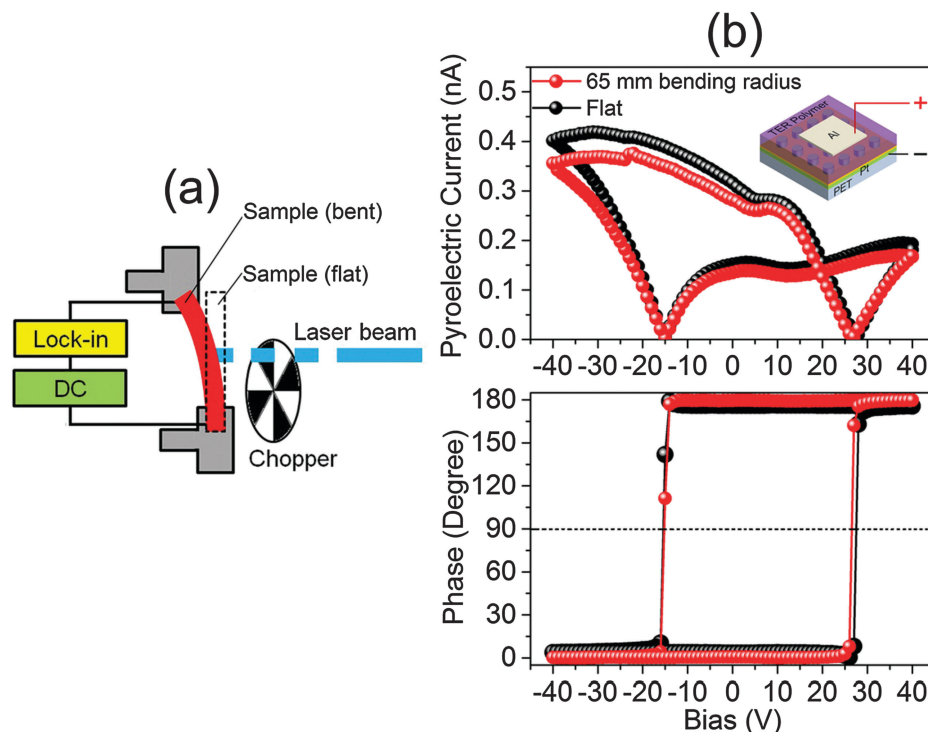 (a)
Sample (bent)
Sample (flat)
Laser beam
Lock-in
DC
Chopper
(b)
Pyroelectric Current (nA)
0.5
0.4
0.3
0.2
0.1
0.0
65 mm bending radius
Flat
TER Polymer
Al
+
−
Pt
PET
-40 -30 -20 -10 0 10 20 30 40
Phase (Degree)
180
150
120
90
60
30
0
-40 -30 -20 -10 0 10 20 30 40
Bias (V)